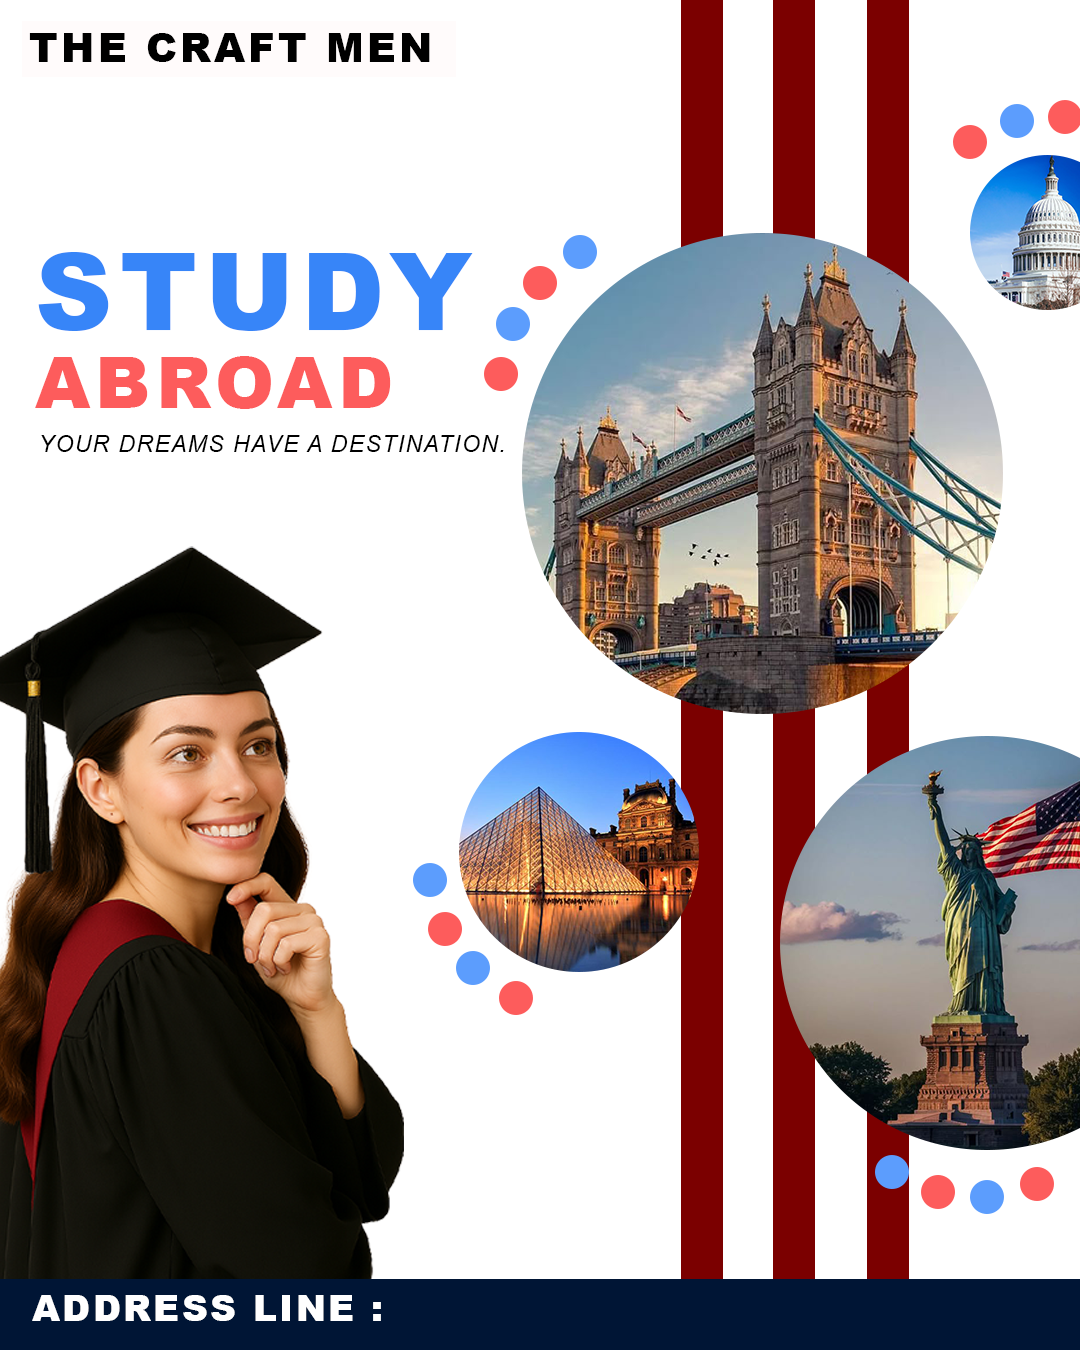 THE CRAFT MEN
STUDY
ABROAD
YOUR DREAMS HAVE A DESTINATION.
ADDRESS LINE :